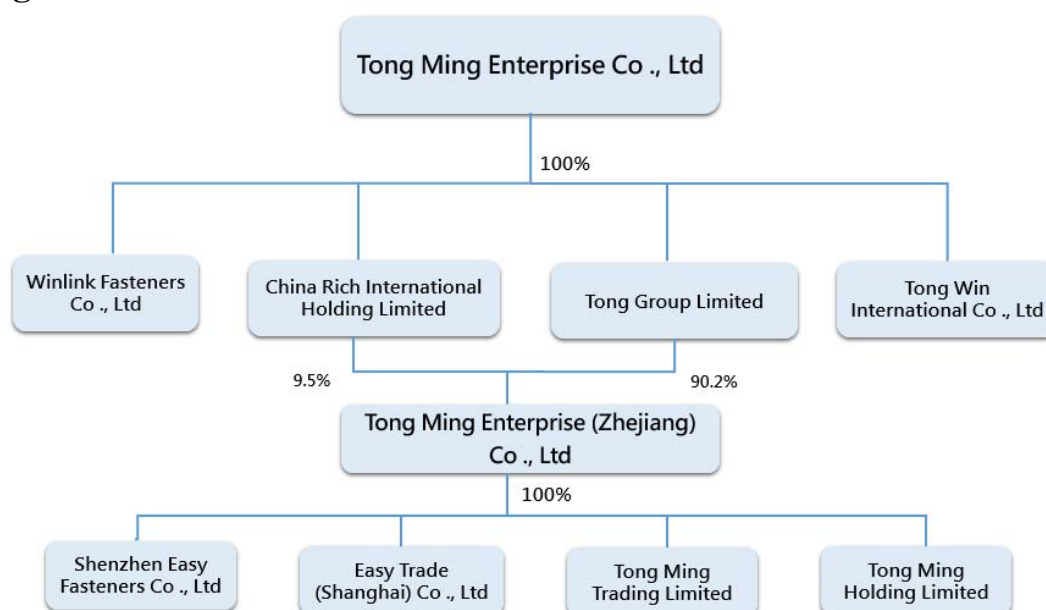 Tong Ming Enterprise Co ., Ltd
100%
Winlink Fasteners
Co ., Ltd
China Rich International
Holding Limited
Tong Group Limited
Tong Win
International Co ., Ltd
9.5%
90.2%
Tong Ming Enterprise (Zhejiang)
Co ., Ltd
100%
Shenzhen Easy
Fasteners Co ., Ltd
Easy Trade
(Shanghai) Co ., Ltd
Tong Ming
Trading Limited
Tong Ming
Holding Limited